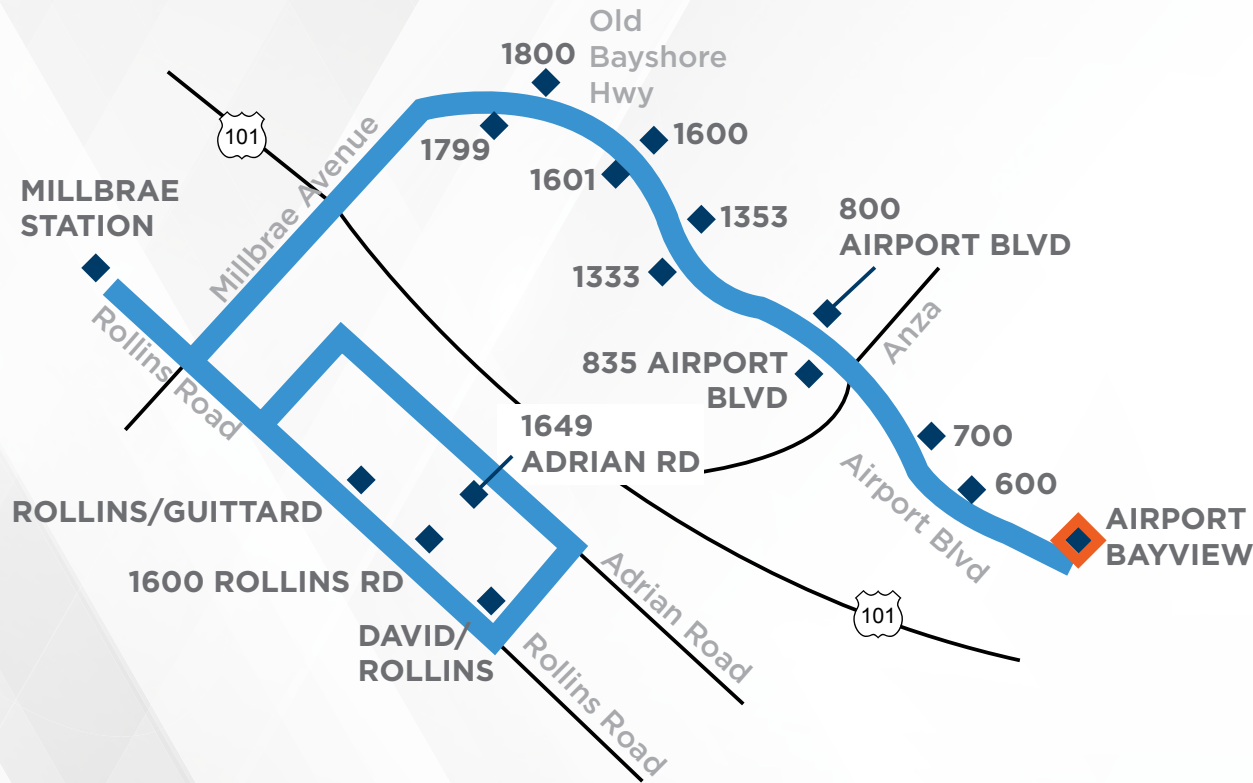 Old
Bayshore
Hwy
1800
101
Millbrae Avenue
1799
1600
1601
MILLBRAE
STATION
1353
800
AIRPORT BLVD
1333
Anza
Rollins Road
835 AIRPORT
BLVD
1649
ADRIAN RD
700
600
Airport Blvd
ROLLINS/GUITTARD
AIRPORT
BAYVIEW
1600 ROLLINS RD
Adrian Road
101
DAVID/
ROLLINS
Rollins Road